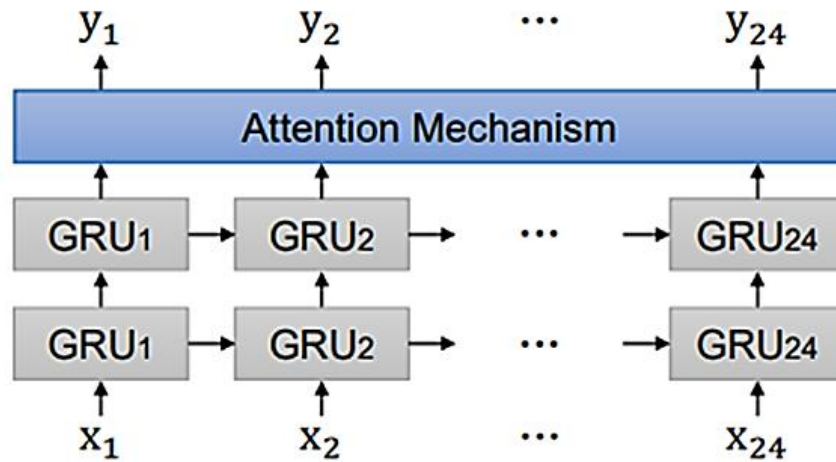 y₁ y₂ ... y₂₄
Attention Mechanism
GRU₁ GRU₂ ... GRU₂₄
GRU₁ GRU₂ ... GRU₂₄
x₁ x₂ ... x₂₄